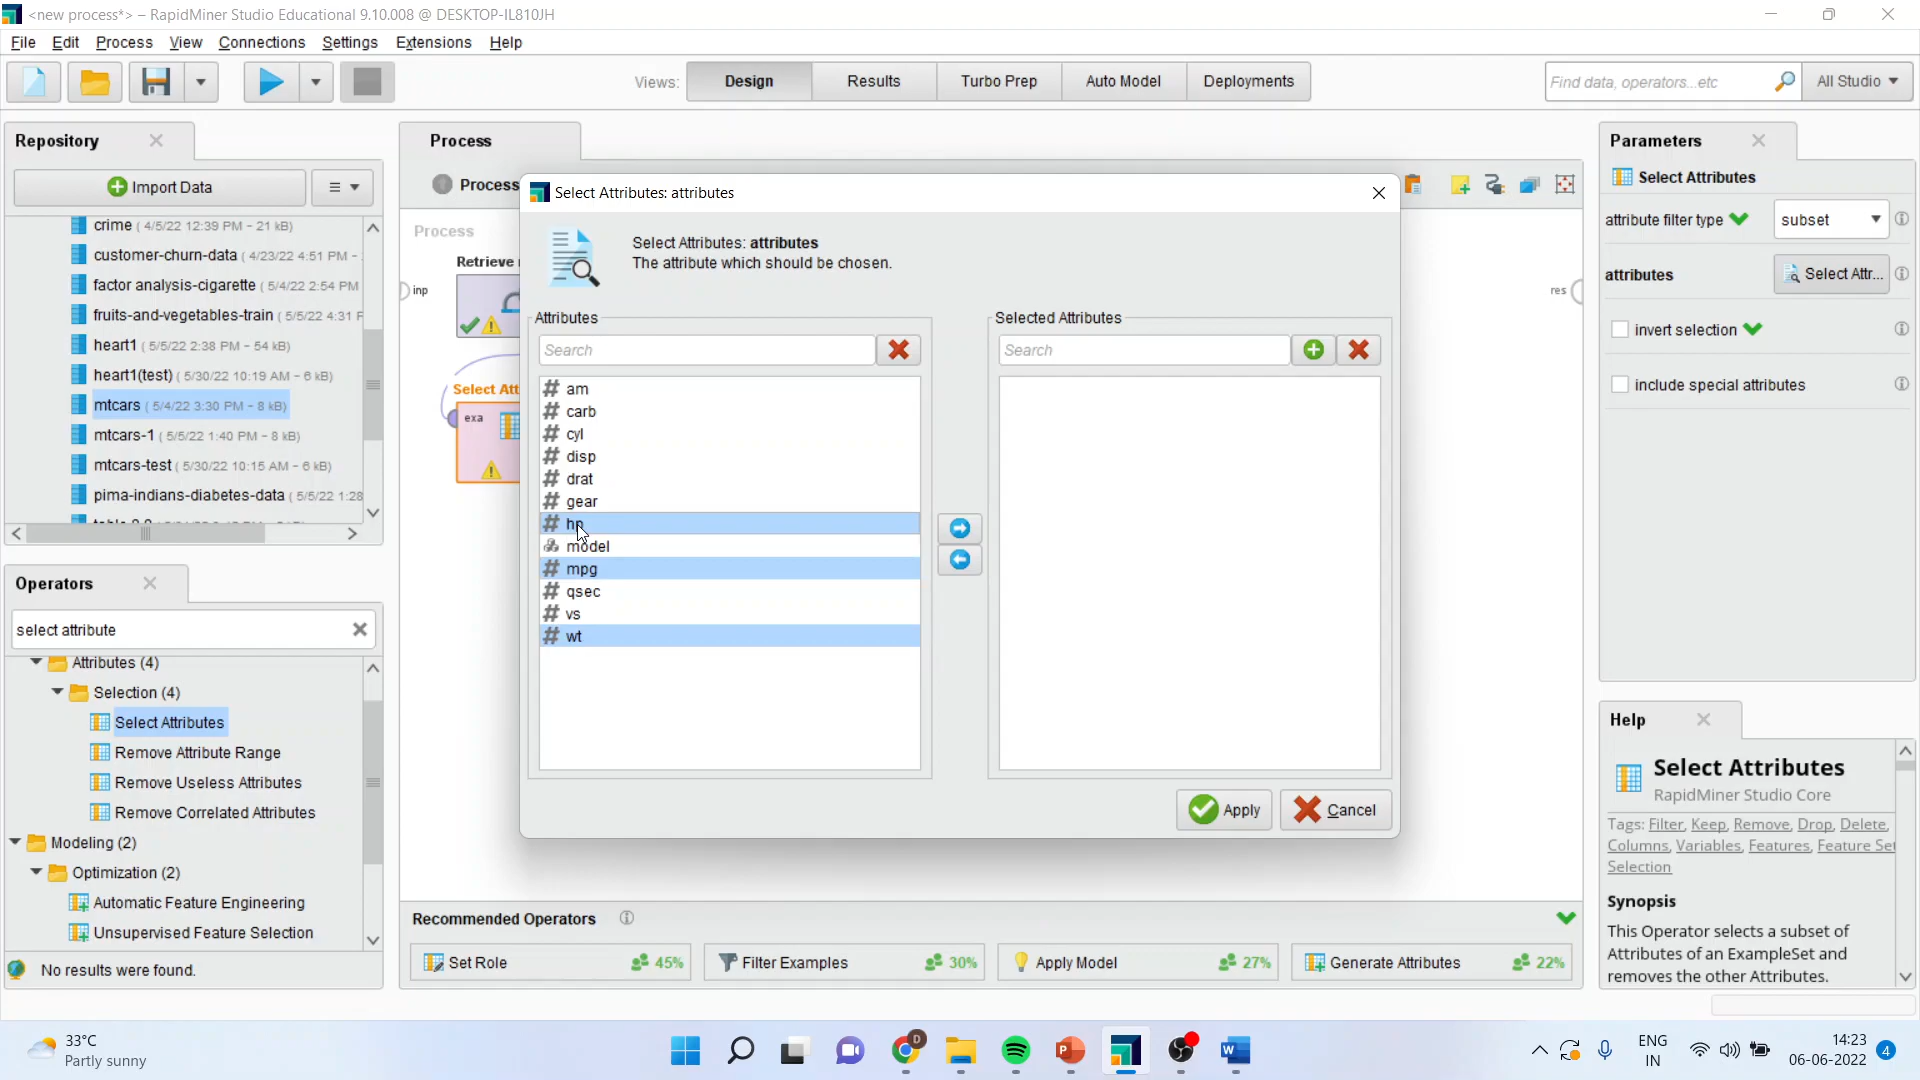 <new process*> – RapidMiner Studio Educational 9.10.008 @ DESKTOP-IL810JH
File Edit Process View Connections Settings Extensions Help
Views: Design Results Turbo Prep Auto Model Deployments
Find data, operators...etc
All Studio
Repository
Import Data
crime ( 4/5/22 12:39 PM – 21 kB)
customer-churn-data ( 4/23/22 4:51 PM –
factor analysis-cigarette ( 5/4/22 2:54 PM
fruits-and-vegetables-train ( 5/5/22 4:31 P
heart1 ( 5/5/22 2:38 PM – 54 kB)
heart1(test) ( 5/30/22 10:19 AM – 6 kB)
mtcars ( 5/4/22 3:30 PM – 8 kB)
mtcars-1 ( 5/5/22 1:40 PM – 8 kB)
mtcars-test ( 5/30/22 10:15 AM – 6 kB)
pima-indians-diabetes-data ( 5/5/22 1:28
Operators
select attribute
Attributes (4)
Selection (4)
Select Attributes
Remove Attribute Range
Remove Useless Attributes
Remove Correlated Attributes
Modeling (2)
Optimization (2)
Automatic Feature Engineering
Unsupervised Feature Selection
No results were found.
Process
Process
Process
inp
Retrieve
Select Att
exa
res
Select Attributes: attributes
Select Attributes: attributes
The attribute which should be chosen.
Attributes
Search
am
carb
cyl
disp
drat
gear
hp
model
mpg
qsec
vs
wt
Selected Attributes
Search
Apply
Cancel
Recommended Operators
Set Role 45%
Filter Examples 30%
Apply Model 27%
Generate Attributes 22%
Parameters
Select Attributes
attribute filter type subset
attributes Select Attr...
invert selection
include special attributes
Help
Select Attributes
RapidMiner Studio Core
Tags: Filter, Keep, Remove, Drop, Delete,
Columns, Variables, Features, Feature Set
Selection
Synopsis
This Operator selects a subset of
Attributes of an ExampleSet and
removes the other Attributes.
33°C
Partly sunny
ENG
IN
14:23
06-06-2022
4